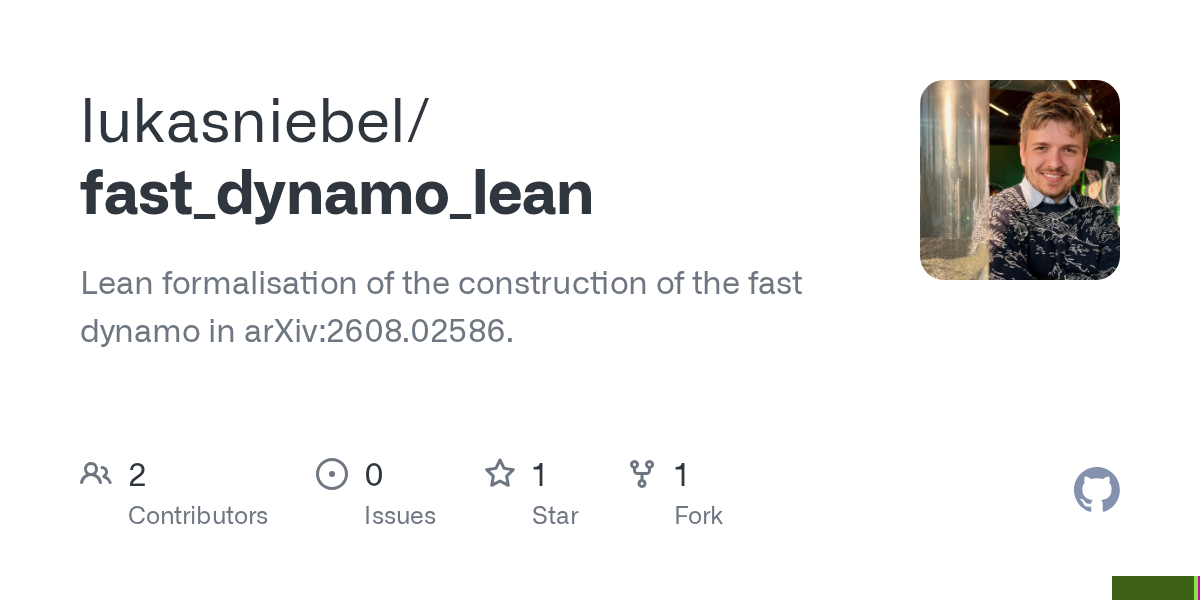 lukasniebel/
fast_dynamo_lean
Lean formalisation of the construction of the fast
dynamo in arXiv:2608.02586.
2
Contributors
0
Issues
1
Star
1
Fork